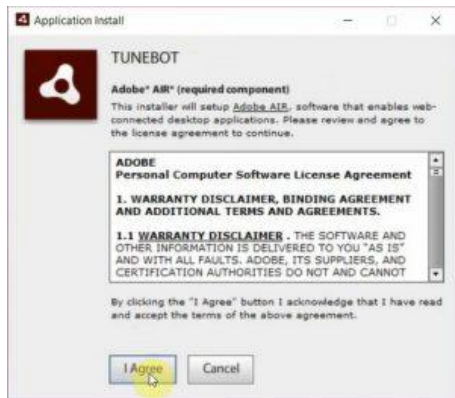 Application Install
TUNEBOT
Adobe® AIR® (required component)
This installer will setup Adobe AIR, software that enables web-
connected desktop applications. Please review and agree to
the license agreement to continue.
ADOBE
Personal Computer Software License Agreement
1. WARRANTY DISCLAIMER, BINDING AGREEMENT
AND ADDITIONAL TERMS AND AGREEMENTS.
1.1 WARRANTY DISCLAIMER . THE SOFTWARE AND
OTHER INFORMATION IS DELIVERED TO YOU "AS IS"
AND WITH ALL FAULTS. ADOBE, ITS SUPPLIERS, AND
CERTIFICATION AUTHORITIES DO NOT AND CANNOT
By clicking the "I Agree" button I acknowledge that I have read
and accept the terms of the above agreement.
I Agree Cancel